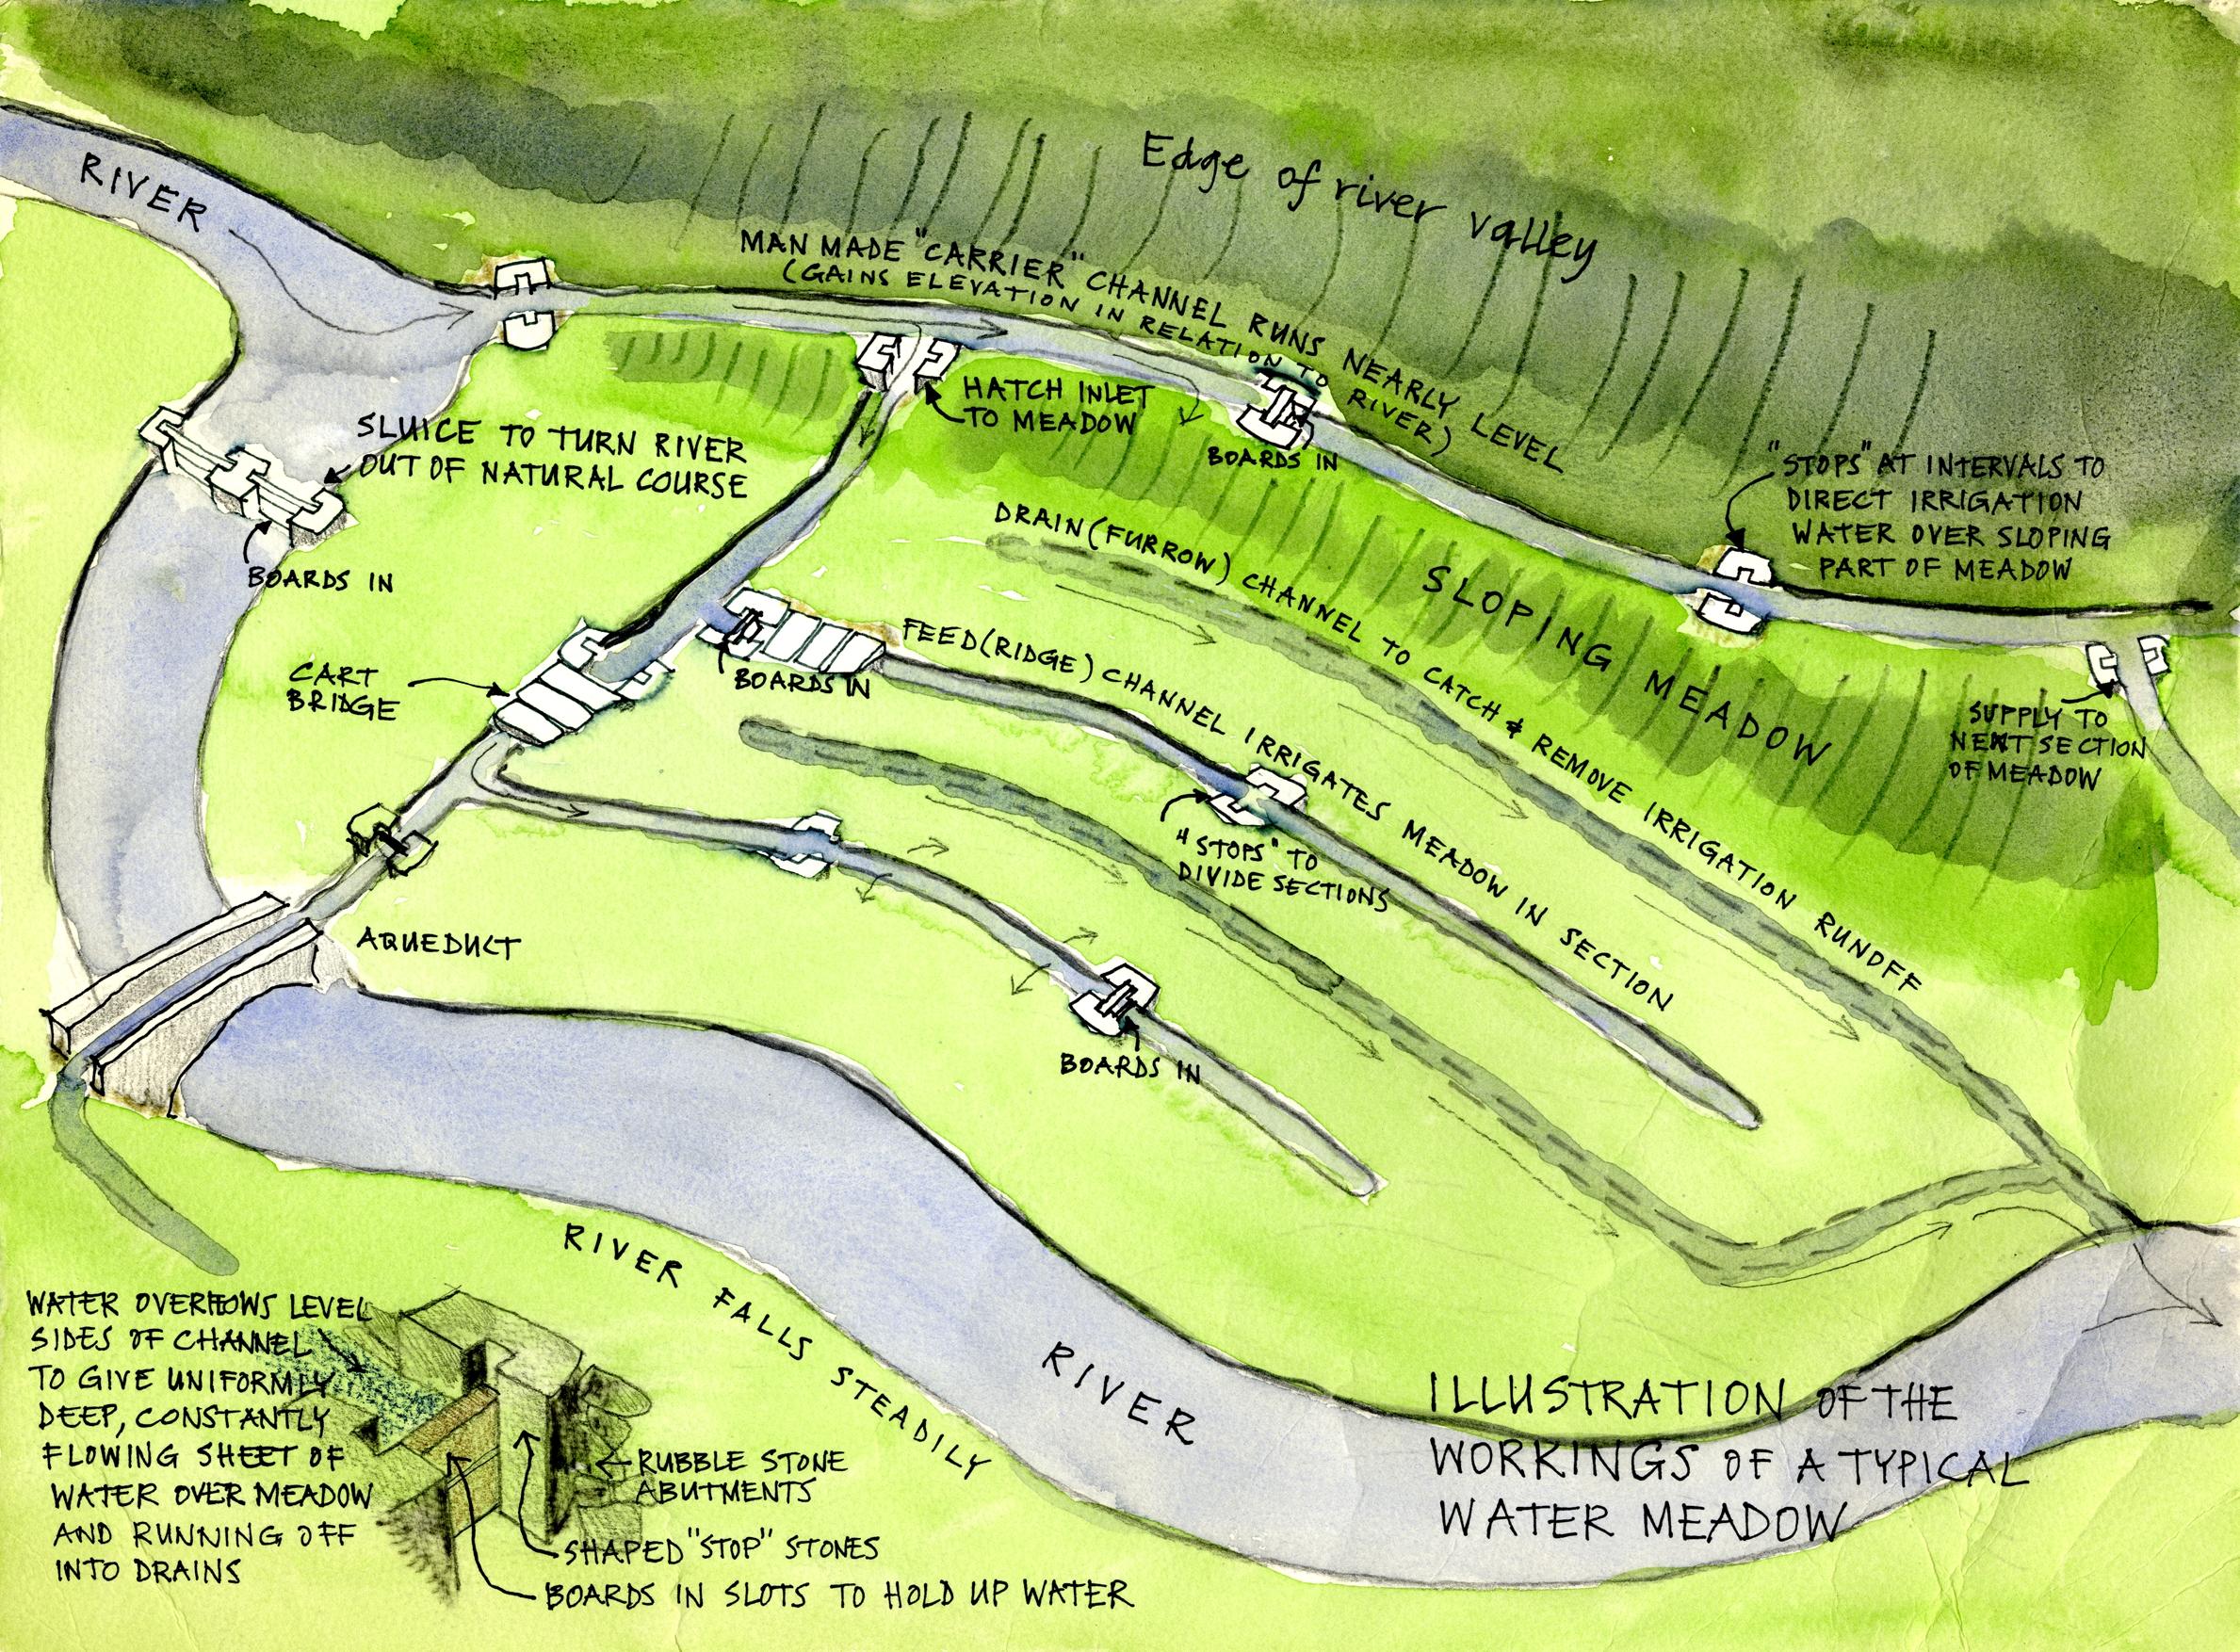 RIVER
Edge of river valley
MAN MADE "CARRIER" CHANNEL RUNS NEARLY LEVEL
(GAINS ELEVATION IN RELATION TO RIVER)
HATCH INLET
TO MEADOW
BOARDS IN
SLUICE TO TURN RIVER
OUT OF NATURAL COURSE
BOARDS IN
"STOPS" AT INTERVALS TO
DIRECT IRRIGATION
WATER OVER SLOPING
PART OF MEADOW
DRAIN (FURROW) CHANNEL TO CATCH & REMOVE IRRIGATION RUNOFF
SLOPING MEADOW
CART
BRIDGE
BOARDS IN
FEED (RIDGE) CHANNEL IRRIGATES MEADOW IN SECTION
SUPPLY TO
NEXT SECTION
OF MEADOW
"STOPS" TO
DIVIDE SECTIONS
AQUEDUCT
BOARDS IN
RIVER FALLS STEADILY
RIVER
WATER OVERFLOWS LEVEL
SIDES OF CHANNEL
TO GIVE UNIFORMLY
DEEP, CONSTANTLY
FLOWING SHEET OF
WATER OVER MEADOW
AND RUNNING OFF
INTO DRAINS
RUBBLE STONE
ABUTMENTS
SHAPED "STOP" STONES
BOARDS IN SLOTS TO HOLD UP WATER
ILLUSTRATION OF THE
WORKINGS OF A TYPICAL
WATER MEADOW